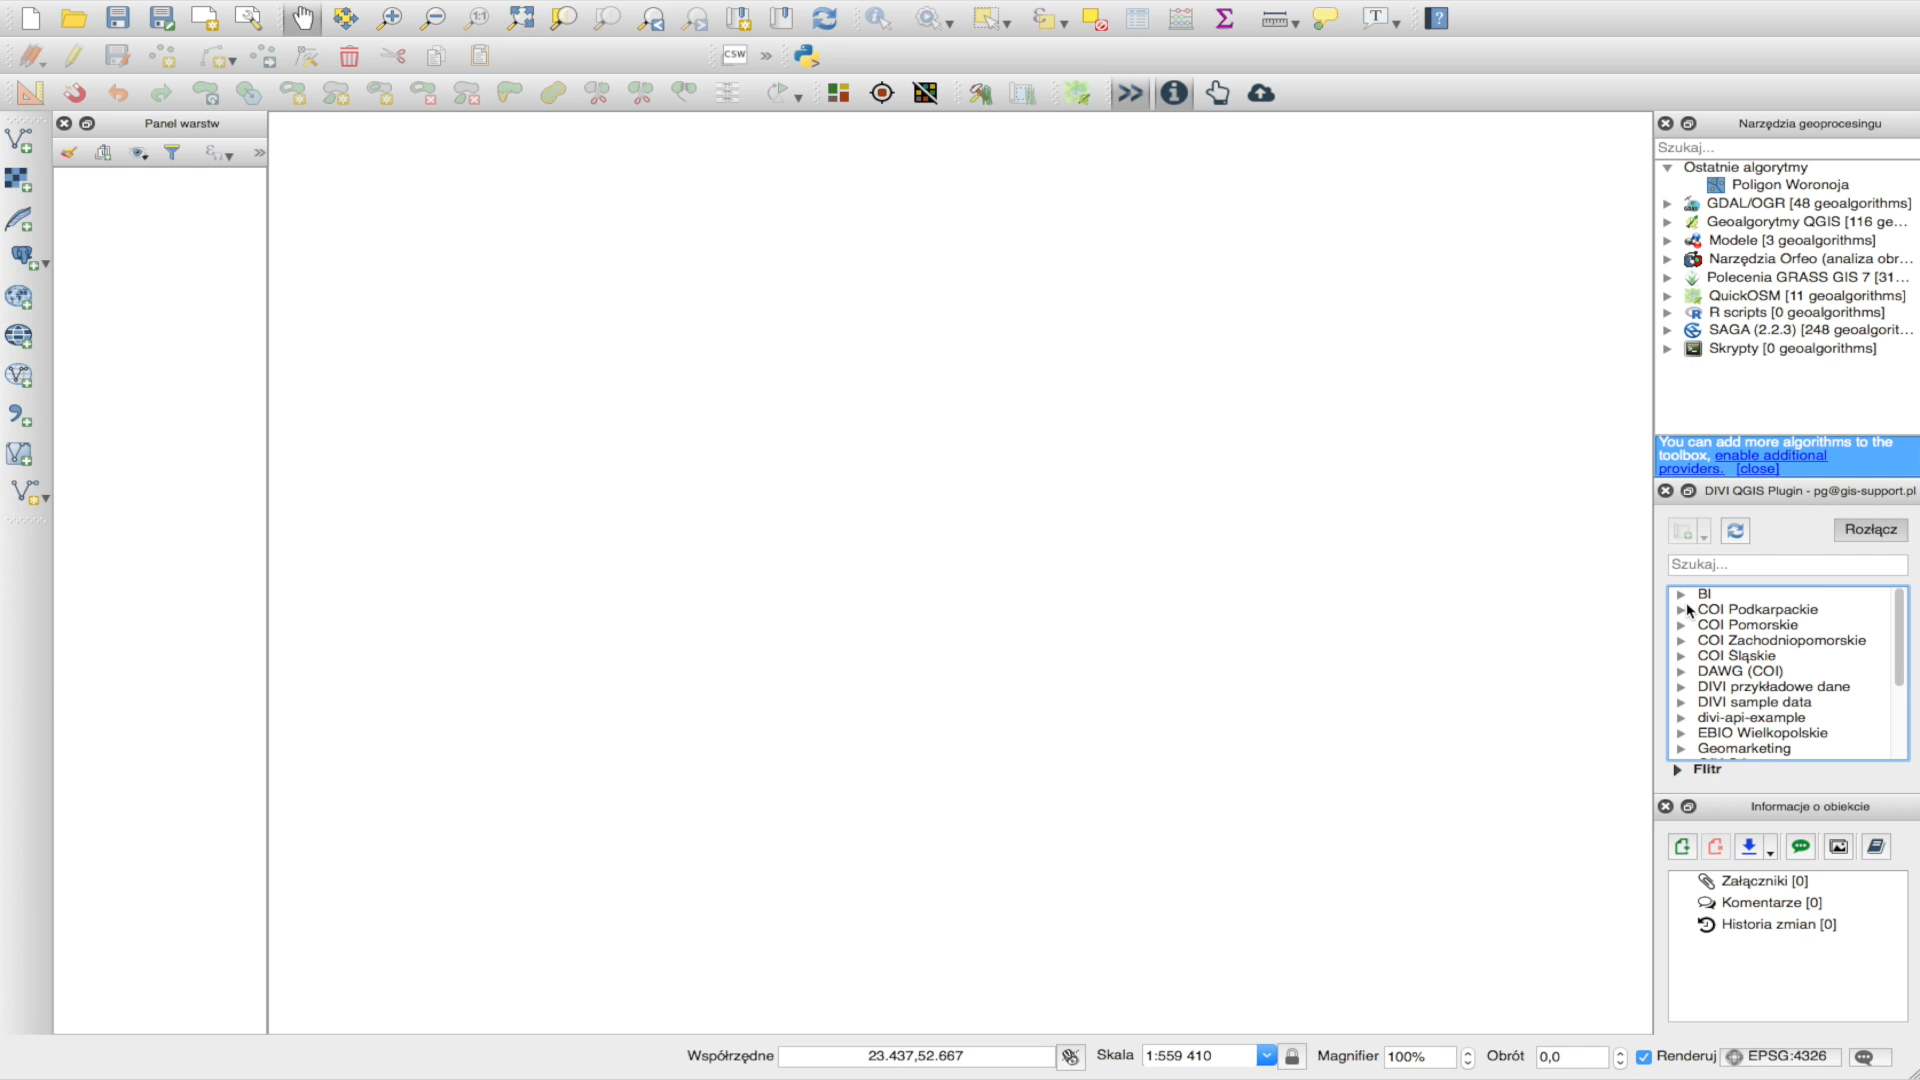 1:1
Σ
T
?
CSW
»
Panel warstw
»
Narzędzia geoprocesingu
Szukaj...
Ostatnie algorytmy
Poligon Woronoja
GDAL/OGR [48 geoalgorithms]
Geoalgorytmy QGIS [116 ge...
Modele [3 geoalgorithms]
Narzędzia Orfeo (analiza obr...
Polecenia GRASS GIS 7 [31...
QuickOSM [11 geoalgorithms]
R scripts [0 geoalgorithms]
SAGA (2.2.3) [248 geoalgorit...
Skrypty [0 geoalgorithms]
You can add more algorithms to the
toolbox, enable additional
providers. [close]
DIVI QGIS Plugin - pg@gis-support.pl
Rozłącz
Szukaj...
BI
COI Podkarpackie
COI Pomorskie
COI Zachodniopomorskie
COI Śląskie
DAWG (COI)
DIVI przykładowe dane
DIVI sample data
divi-api-example
EBIO Wielkopolskie
Geomarketing
Filtr
Informacje o obiekcie
Załączniki [0]
Komentarze [0]
Historia zmian [0]
Współrzędne 23.437,52.667 Skala 1:559 410 Magnifier 100% Obrót 0,0 Renderuj EPSG:4326